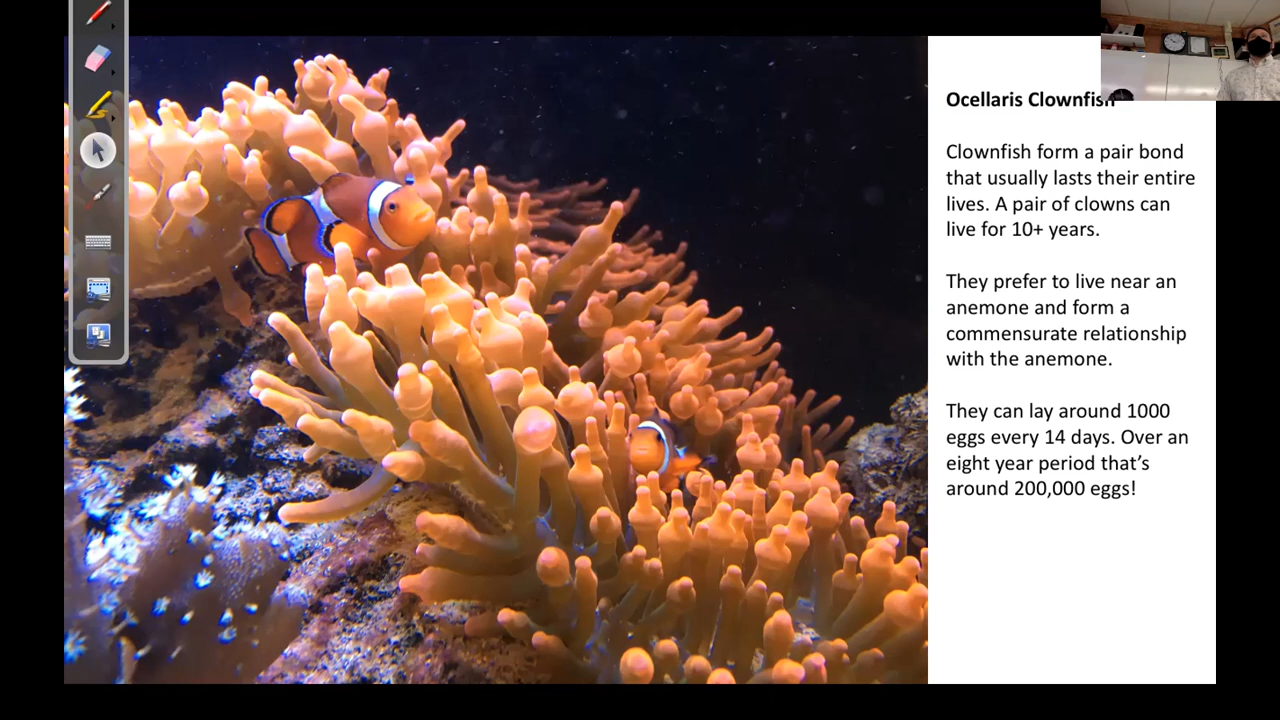 Ocellaris Clownfish
Clownfish form a pair bond
that usually lasts their entire
lives. A pair of clowns can
live for 10+ years.
They prefer to live near an
anemone and form a
commensurate relationship
with the anemone.
They can lay around 1000
eggs every 14 days. Over an
eight year period that’s
around 200,000 eggs!